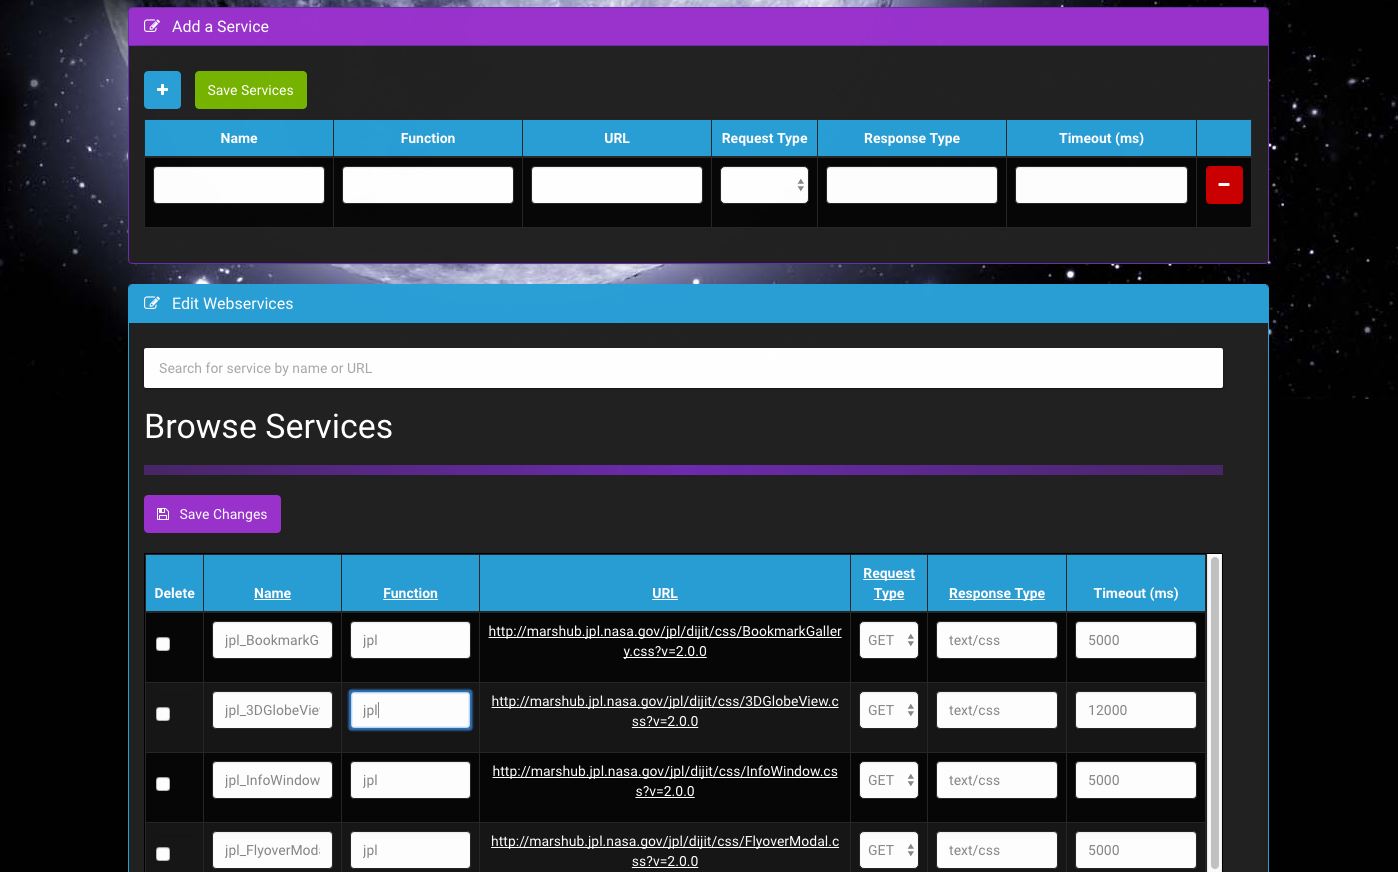 Add a Service
+ Save Services
Name Function URL Request Type Response Type Timeout (ms)
Edit Webservices
Search for service by name or URL
Browse Services
Save Changes
Delete Name Function URL Request Type Response Type Timeout (ms)
jpl_BookmarkG jpl http://marshub.jpl.nasa.gov/jpl/dijit/css/BookmarkGaller GET text/css 5000
y.css?v=2.0.0
jpl_3DGlobeVie jpl http://marshub.jpl.nasa.gov/jpl/dijit/css/3DGlobeView.c GET text/css 12000
ss?v=2.0.0
jpl_InfoWindow jpl http://marshub.jpl.nasa.gov/jpl/dijit/css/InfoWindow.cs GET text/css 5000
s?v=2.0.0
jpl_FlyoverMod jpl http://marshub.jpl.nasa.gov/jpl/dijit/css/FlyoverModal.c GET text/css 5000
ss?v=2.0.0